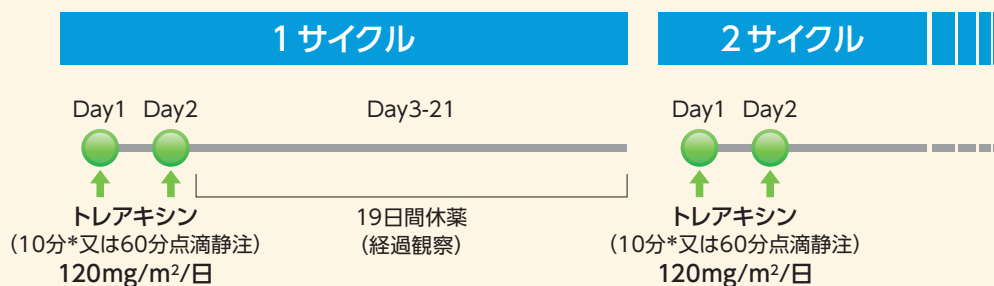 1サイクル
2サイクル
Day1 Day2 Day3-21
Day1 Day2
トレアキシン
(10分*又は60分点滴静注)
120mg/m²/日
19日間休薬
(経過観察)
トレアキシン
(10分*又は60分点滴静注)
120mg/m²/日